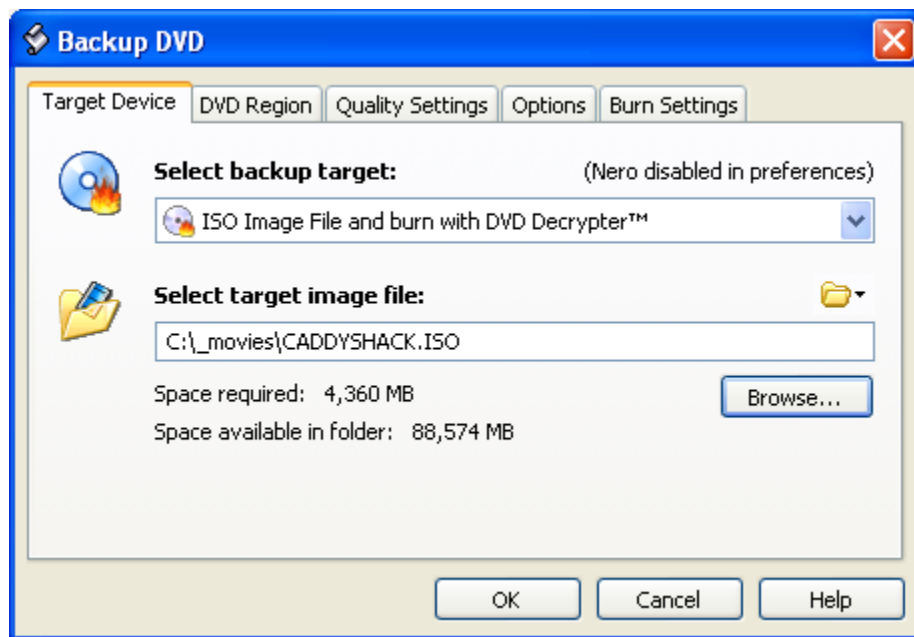 Backup DVD
Target Device DVD Region Quality Settings Options Burn Settings
Select backup target: (Nero disabled in preferences)
ISO Image File and burn with DVD Decrypter™
Select target image file:
C:\_movies\CADDYSHACK.ISO
Space required: 4,360 MB
Browse...
Space available in folder: 88,574 MB
OK Cancel Help